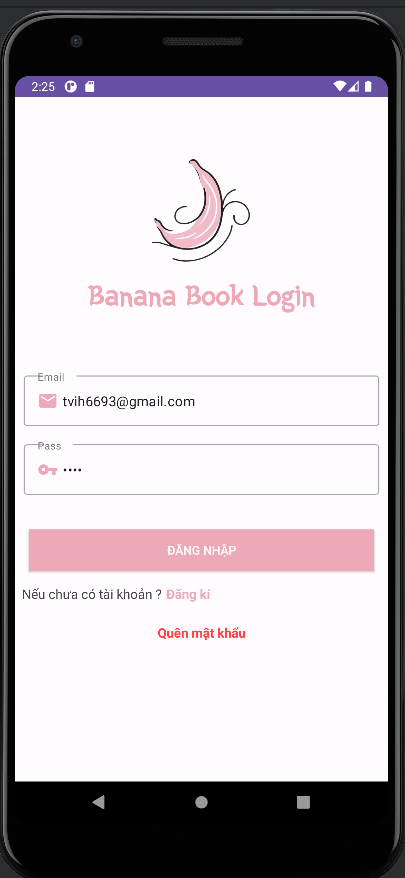 2:25
Banana Book Login
Email
tvih6693@gmail.com
Pass
••••
ĐĂNG NHẬP
Nếu chưa có tài khoản ? Đăng kí
Quên mật khẩu